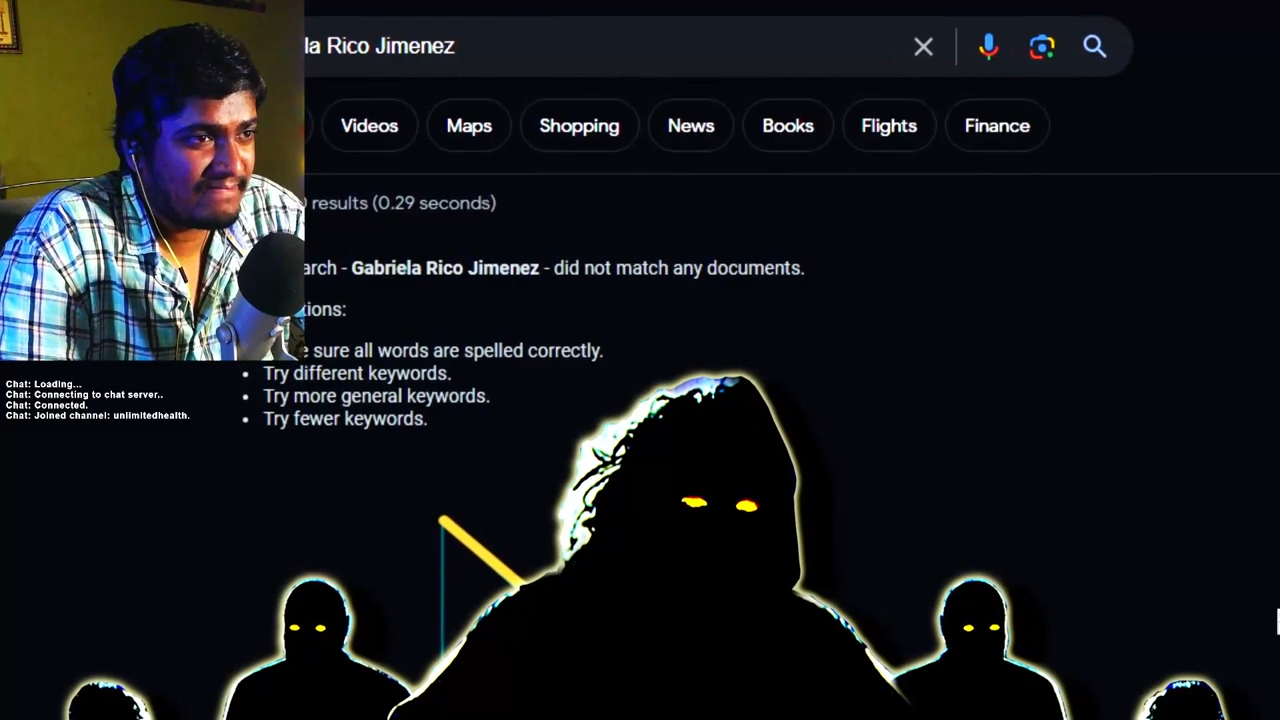 la Rico Jimenez
Videos Maps Shopping News Books Flights Finance
results (0.29 seconds)
arch - Gabriela Rico Jimenez - did not match any documents.
tions:
sure all words are spelled correctly.
Try different keywords.
Try more general keywords.
Try fewer keywords.
Chat: Loading...
Chat: Connecting to chat server..
Chat: Connected.
Chat: Joined channel: unlimitedhealth.